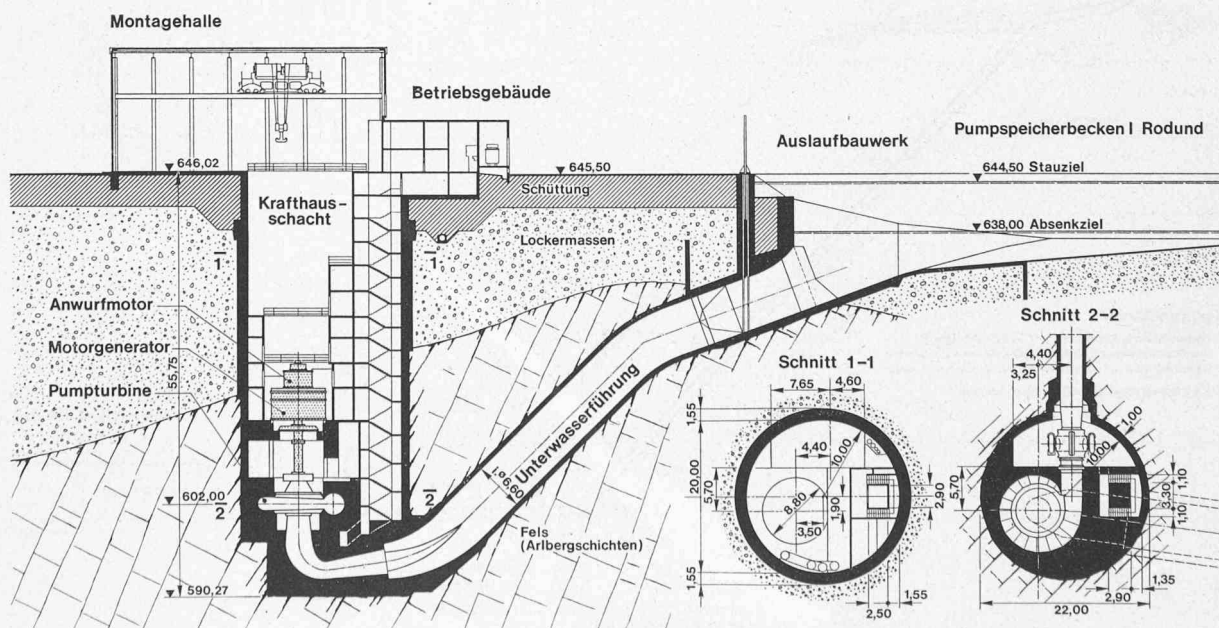 Montagehalle
Betriebsgebäude
Auslaufbauwerk
Pumpspeicherbecken I Rodund
646,02
645,50
644,50 Stauziel
Schüttung
Krafthaus-
schacht
638,00 Absenkziel
Lockermassen
1
1
Anwurfmotor
Motorgenerator
Pumpturbine
55,75
Unterwasserführung
i.ø6,60
602,00
2
2
Fels
(Arlbergschichten)
590,27
Schnitt 1-1
7,65
4,60
1,55
20,00
5,70
1,55
4,40
10,00
8,80
1,90
3,50
2,90
2,50
1,55
Schnitt 2-2
4,40
3,25
1,00
10,00
5,70
1,10
3,30
1,10
2,90
1,35
22,00